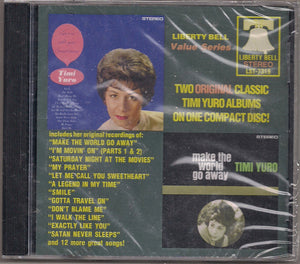 STEREO
LIBERTY BELL
Value Series
LIBERTY BELL
STEREO
LST-7319
Timi Yuro
TWO ORIGINAL CLASSIC
TIMI YURO ALBUMS
ON ONE COMPACT DISC!
Includes her original recordings of:
"MAKE THE WORLD GO AWAY"
"I'M MOVIN' ON" (PARTS 1 & 2)
"SATURDAY NIGHT AT THE MOVIES"
"MY PRAYER"
"LET ME CALL YOU SWEETHEART"
"A LEGEND IN MY TIME"
"SMILE"
"GOTTA TRAVEL ON"
"DON'T BLAME ME"
"I WALK THE LINE"
"EXACTLY LIKE YOU"
"SATAN NEVER SLEEPS"
and 12 more great songs!
STEREO
make the
world
go away
TIMI YURO